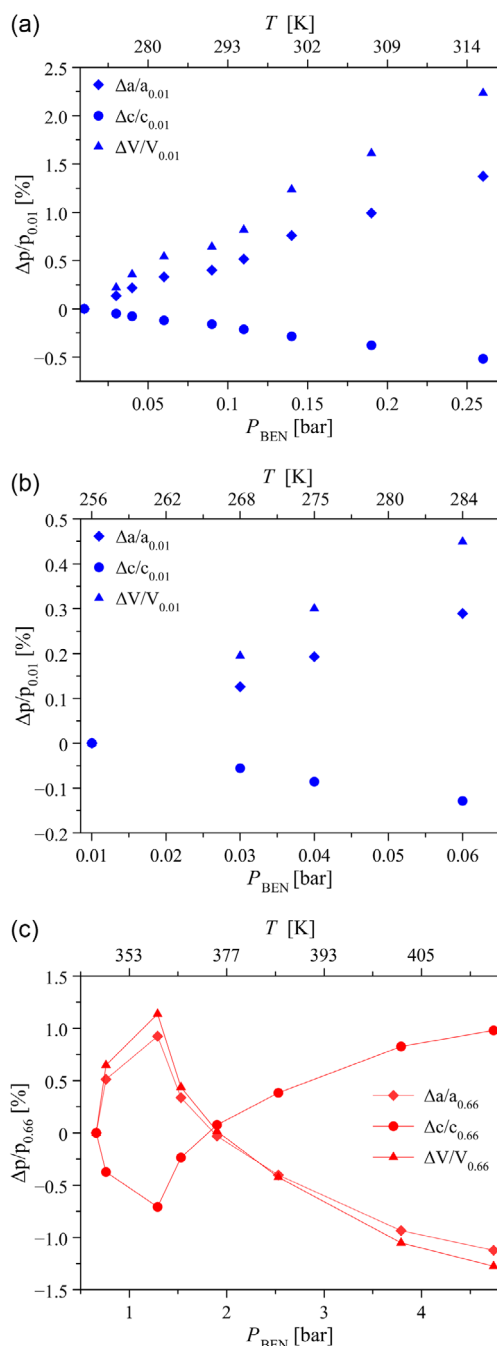 (a)
T [K]
280 295 302 309 314
2.5
2.0
1.5
1.0
0.5
0
−0.5
Δp/p0.01 [%]
Δa/a0.01
Δc/c0.01
ΔV/V0.01
0.05 0.1 0.15 0.2 0.25
PBEN [bar]
(b)
T [K]
256 262 268 275 280 284
0.5
0.4
0.3
0.2
0.1
0
−0.1
−0.2
Δp/p0.01 [%]
Δa/a0.01
Δc/c0.01
ΔV/V0.01
0.01 0.02 0.03 0.04 0.05 0.06
PBEN [bar]
(c)
T [K]
353 377 393 405
1.5
1.0
0.5
0
−0.5
−1.0
−1.5
Δp/p0.66 [%]
Δa/a0.66
Δc/c0.66
ΔV/V0.66
1 2 3 4
PBEN [bar]